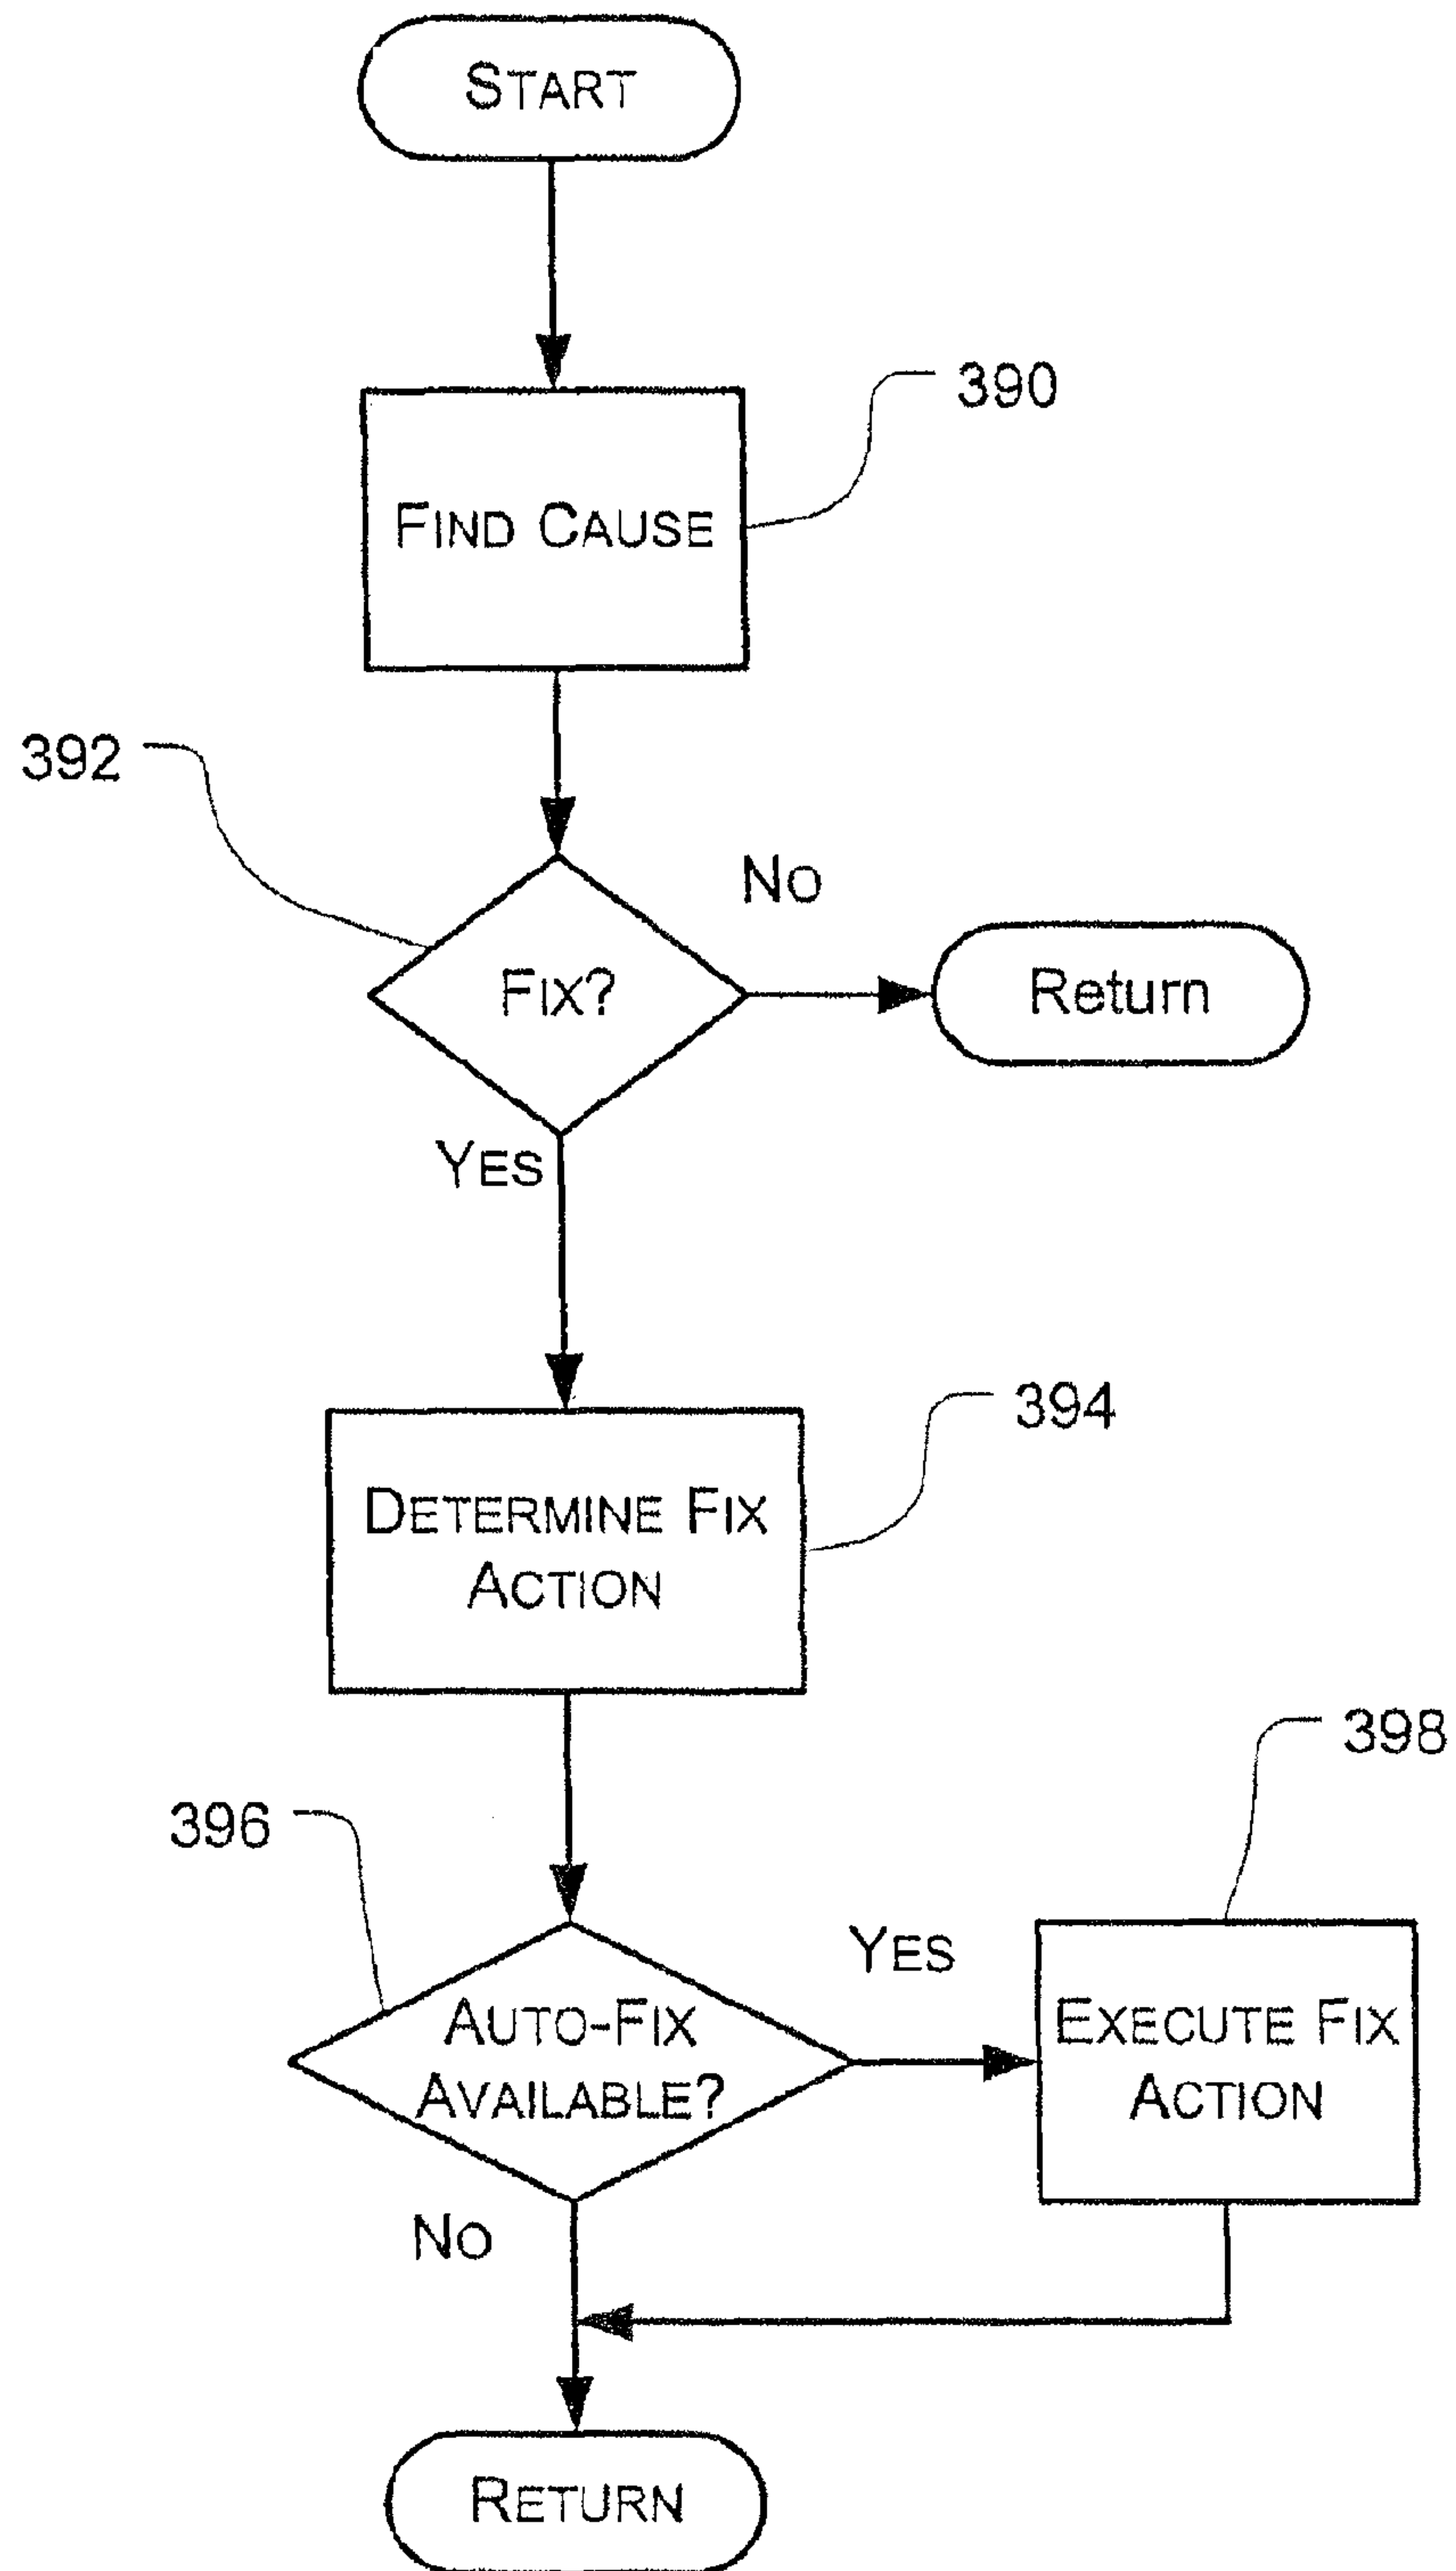 START
390
FIND CAUSE
392
NO
FIX?
Return
YES
394
DETERMINE FIX
ACTION
398
396
YES
AUTO-FIX
AVAILABLE?
EXECUTE FIX
ACTION
NO
RETURN